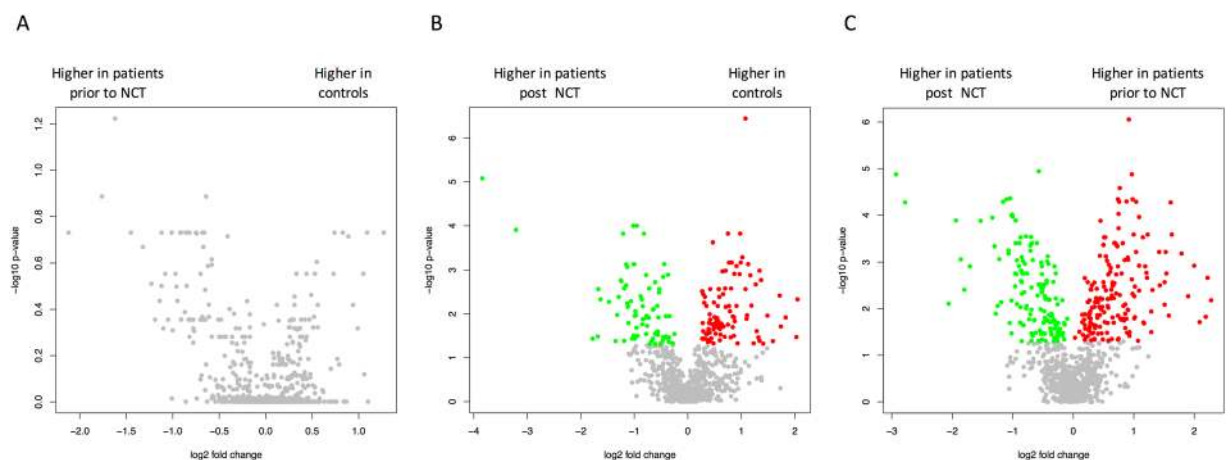 A
B
C
Higher in patients
prior to NCT
Higher in
controls
Higher in patients
post NCT
Higher in
controls
Higher in patients
post NCT
Higher in patients
prior to NCT
−log10 p-value
1.2
1.0
0.8
0.6
0.4
0.2
0.0
−2.0
−1.5
−1.0
−0.5
0.0
0.5
1.0
log2 fold change
−log10 p-value
6
5
4
3
2
1
0
−4
−3
−2
−1
0
1
2
log2 fold change
−log10 p-value
6
5
4
3
2
1
0
−3
−2
−1
0
1
2
log2 fold change